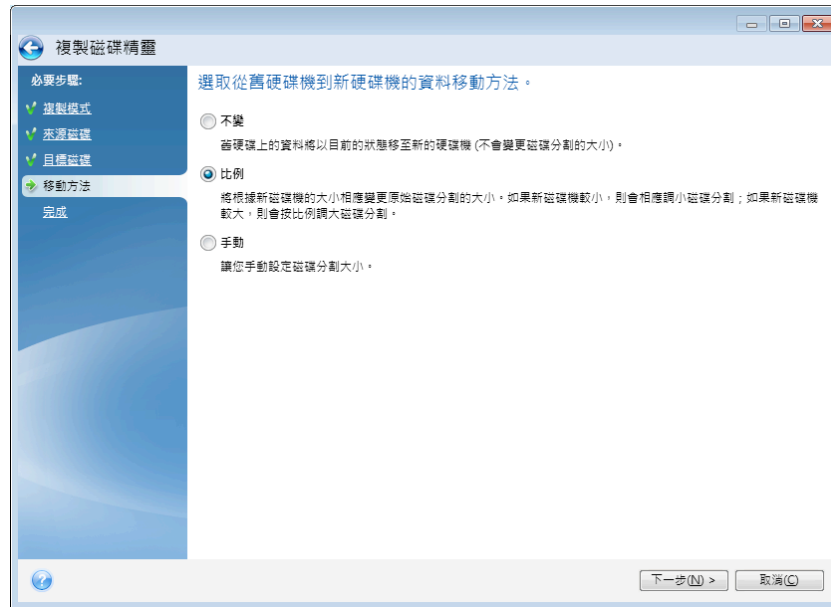 複製磁碟精靈
必要步驟:
複製模式
來源磁碟
目標磁碟
移動方法
完成
選取從舊硬碟機到新硬碟機的資料移動方法。
不變
舊硬碟上的資料將以目前的狀態移至新的硬碟機 (不會變更磁碟分割的大小)。
比例
將根據新磁碟機的大小相應變更原始磁碟分割的大小。如果新磁碟機較小，則會相應調小磁碟分割；如果新磁碟機
較大，則會按比例調大磁碟分割。
手動
讓您手動設定磁碟分割大小。
下一步(N) >
取消(C)